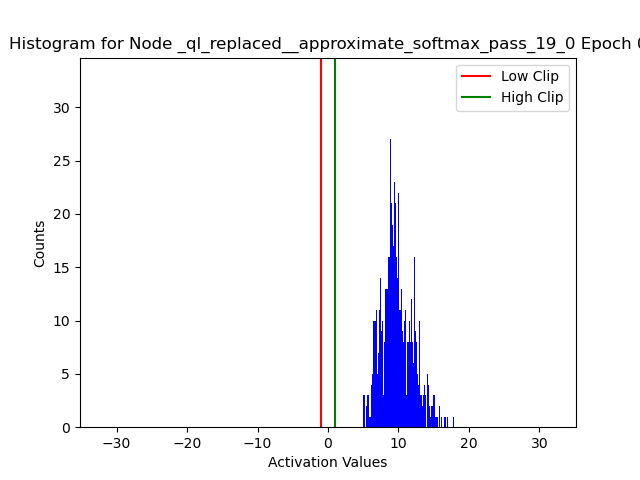 Histogram for Node _ql_replaced__approximate_softmax_pass_19_0 Epoch 0
Low Clip
High Clip
Counts
30
25
20
15
10
5
0
−30
−20
−10
0
10
20
30
Activation Values